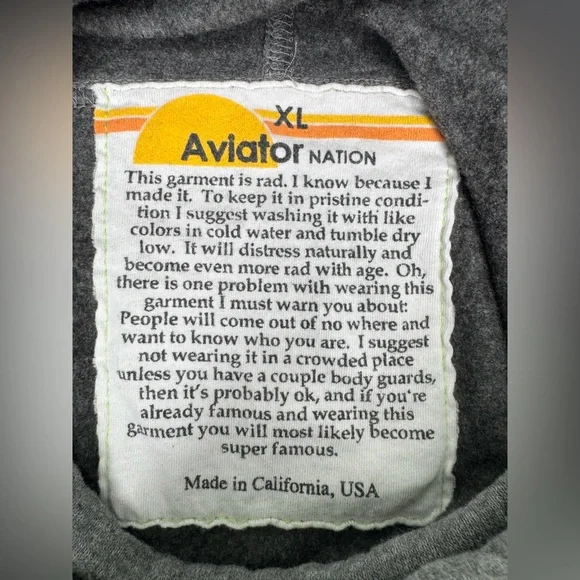 XL
Aviator NATION
This garment is rad. I know because I
made it. To keep it in pristine condi-
tion I suggest washing it with like
colors in cold water and tumble dry
low. It will distress naturally and
become even more rad with age. Oh,
there is one problem with wearing this
garment I must warn you about:
People will come out of no where and
want to know who you are. I suggest
not wearing it in a crowded place
unless you have a couple body guards,
then it's probably ok, and if you're
already famous and wearing this
garment you will most likely become
super famous.
Made in California, USA